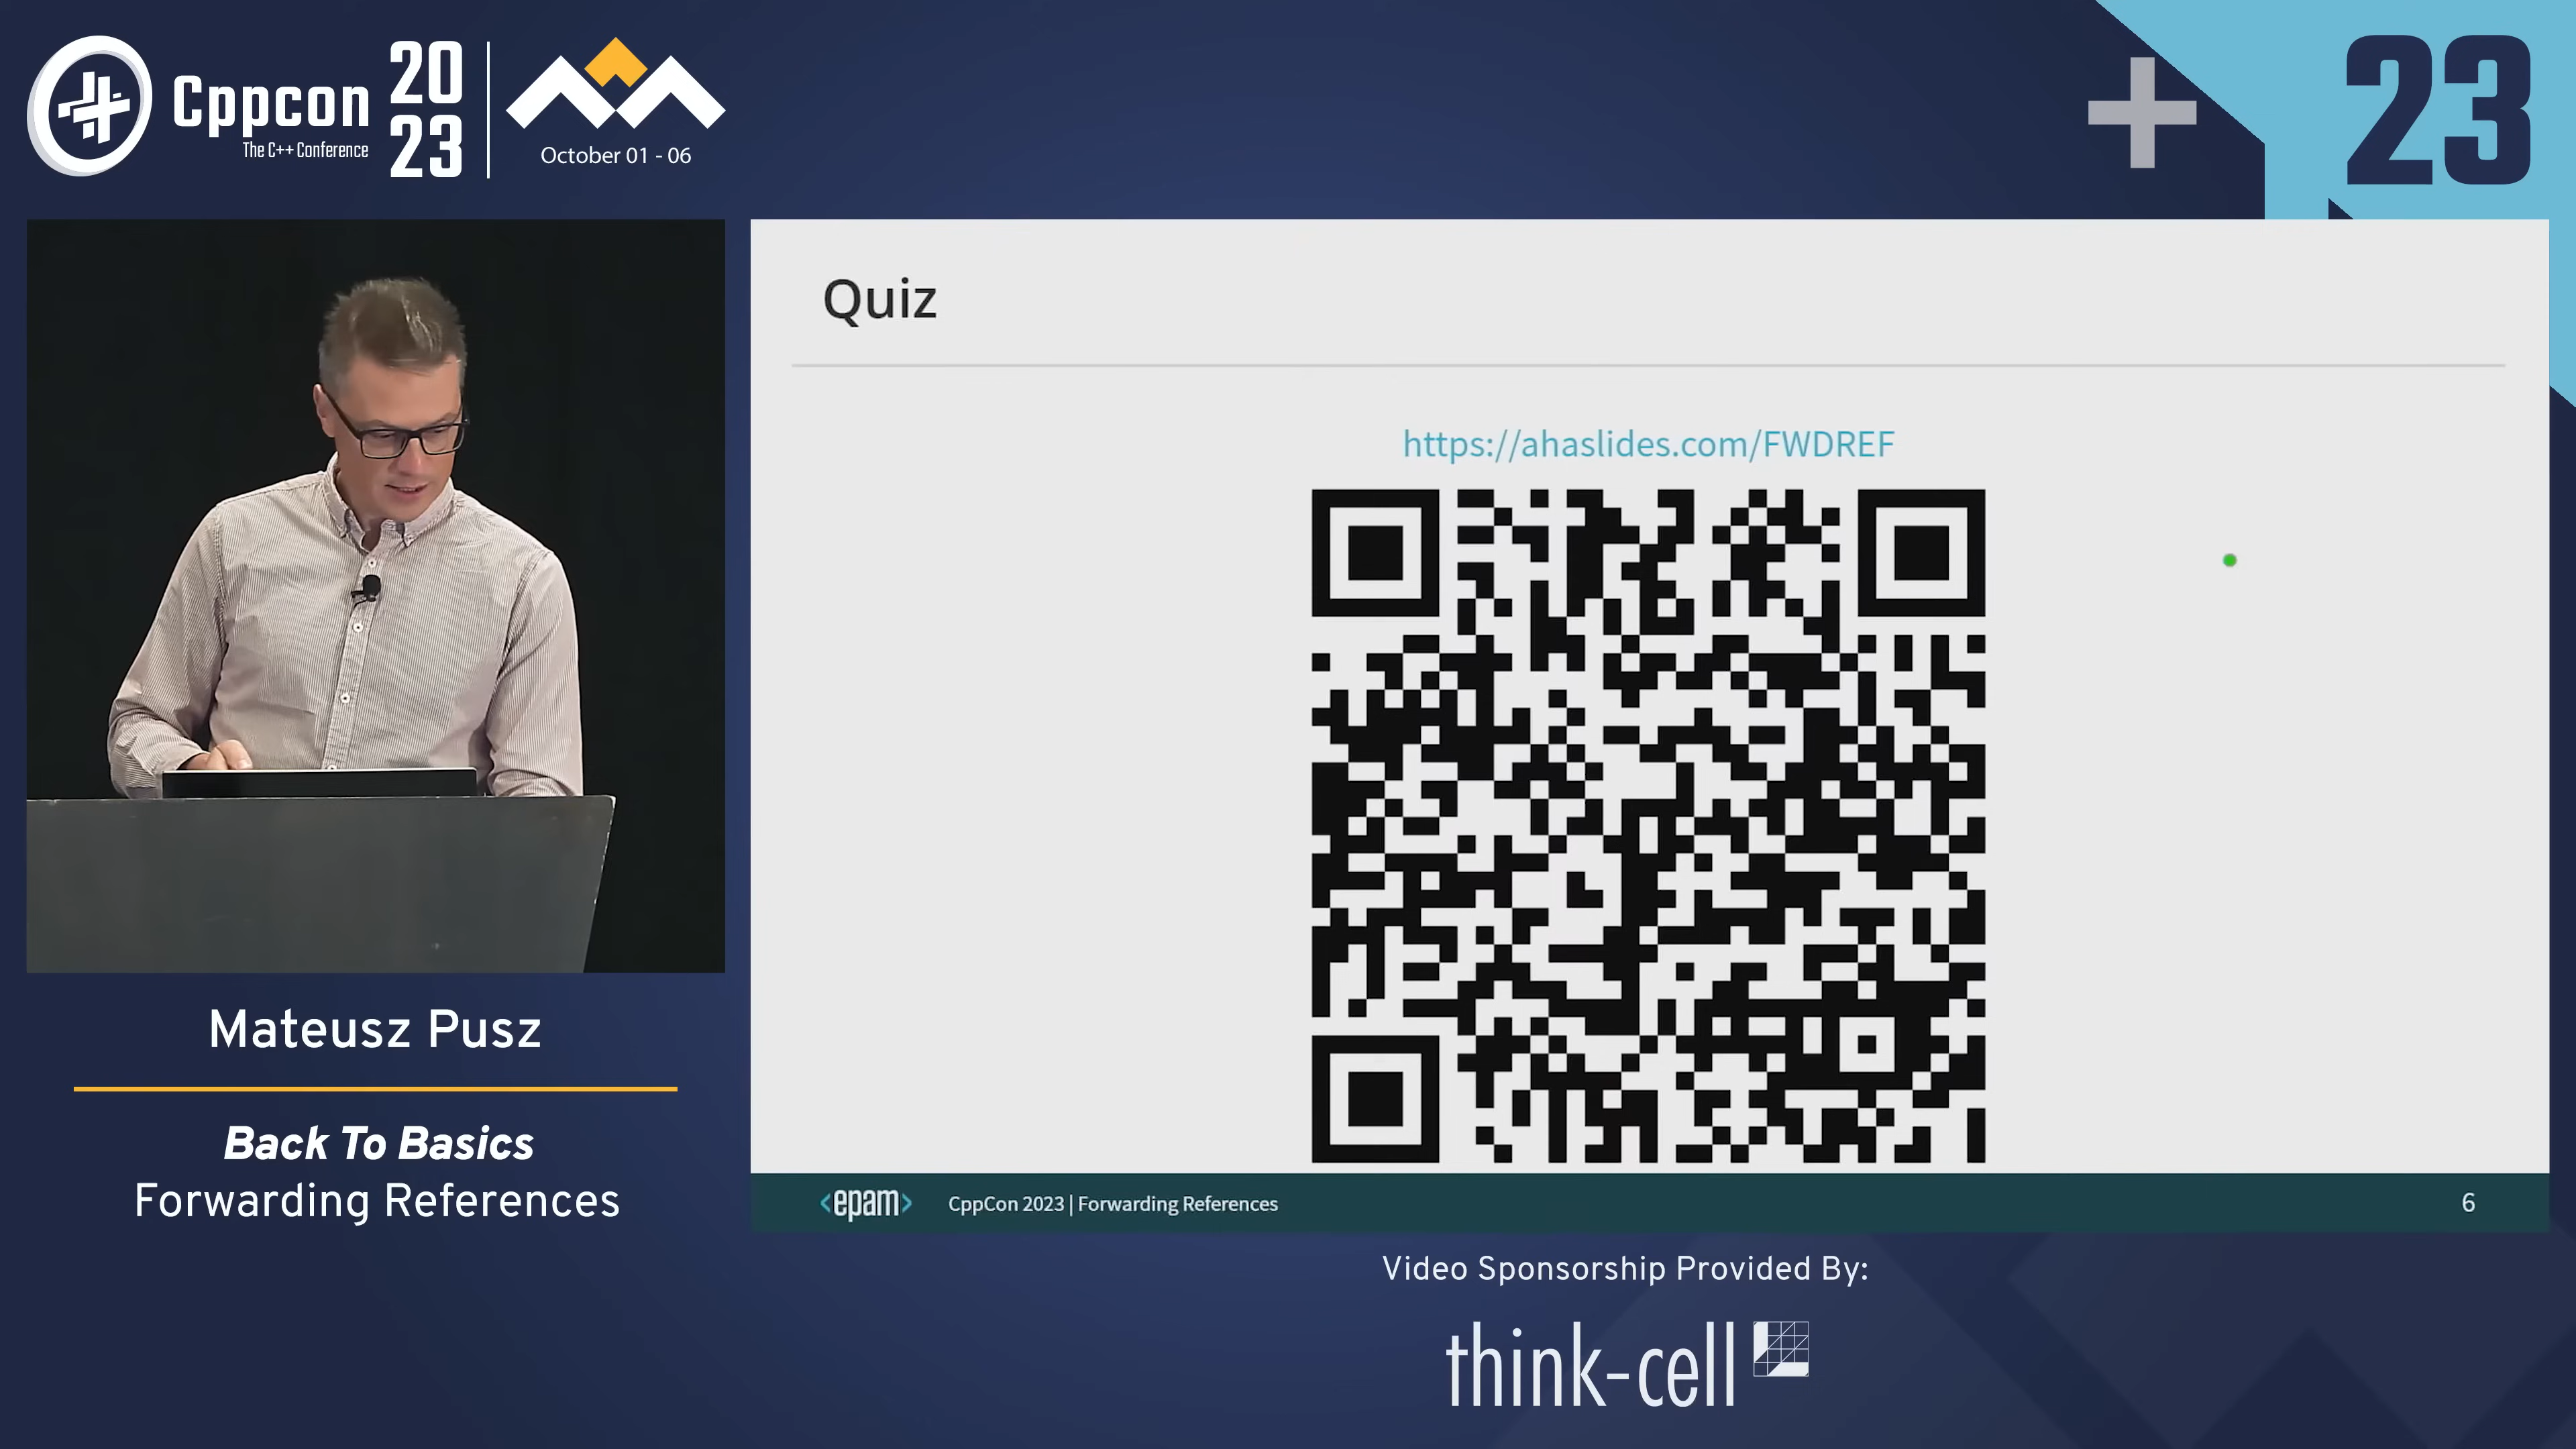 Cppcon
The C++ Conference
20
23
October 01 - 06
23
Quiz
https://ahaslides.com/FWDREF
Mateusz Pusz
Back To Basics
Forwarding References
<epam>
CppCon 2023 | Forwarding References
6
Video Sponsorship Provided By:
think-cell